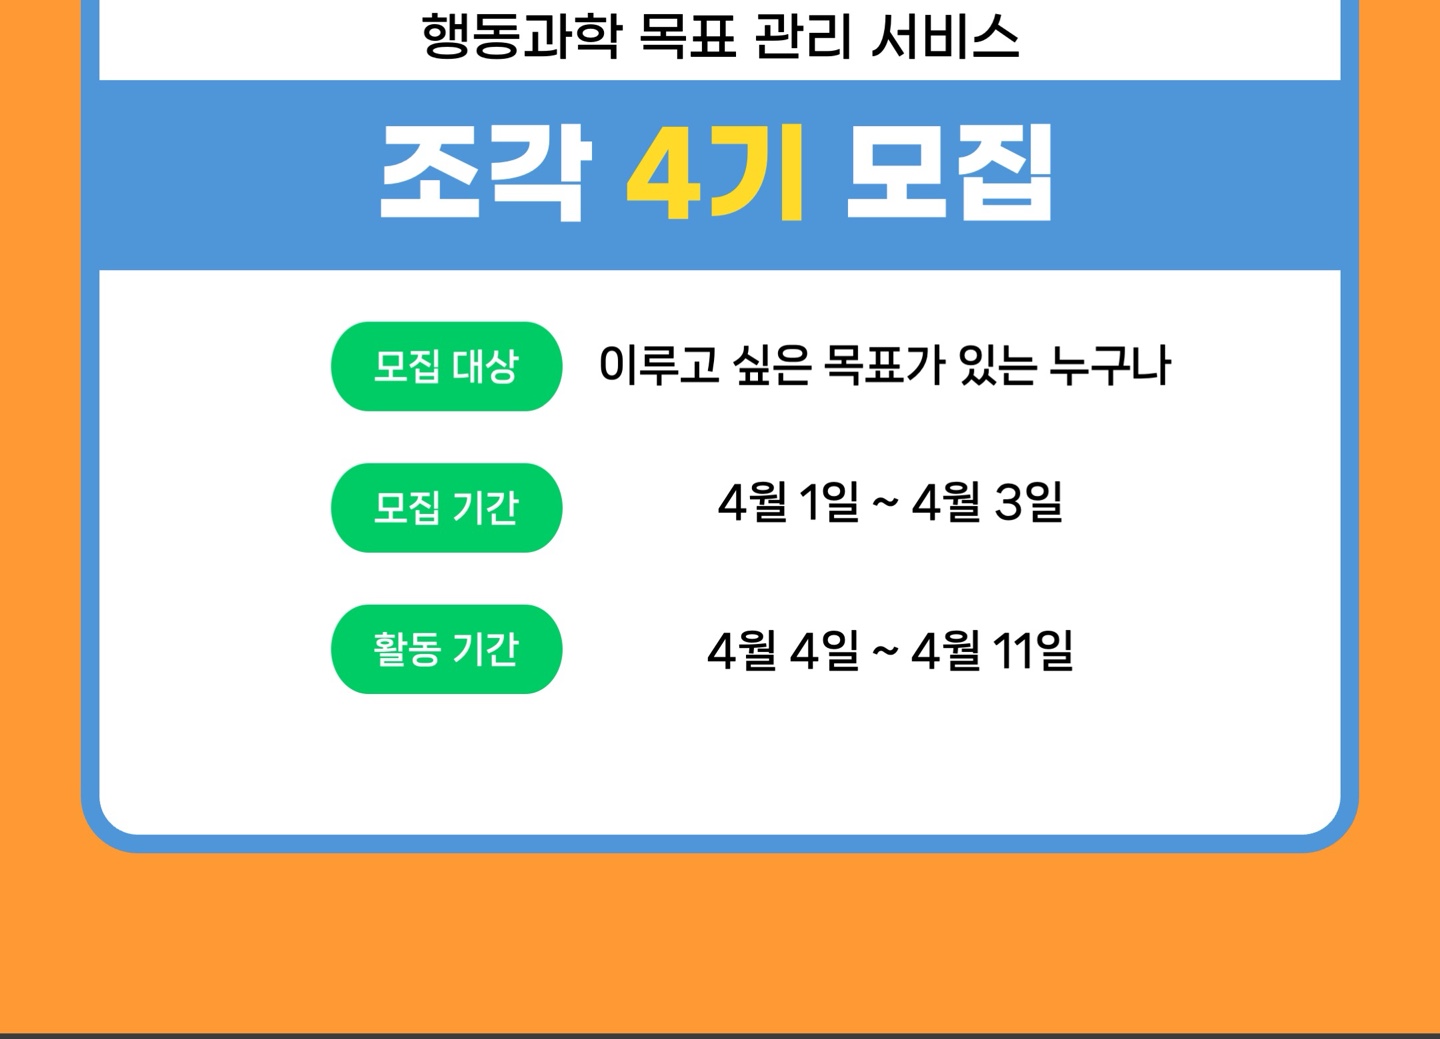 행동과학 목표 관리 서비스
조각 4기 모집
모집 대상 이루고 싶은 목표가 있는 누구나
모집 기간 4월 1일 ~ 4월 3일
활동 기간 4월 4일 ~ 4월 11일